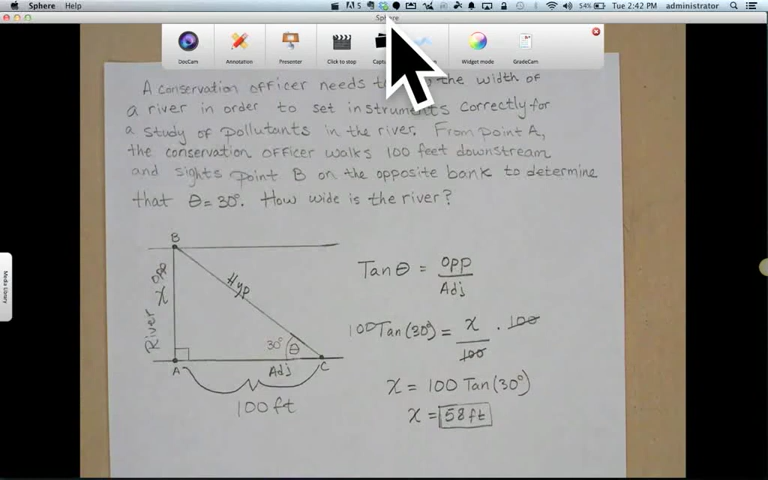 Sphere Help
A 5
54%
Tue 2:42 PM administrator
Sphere
DocCam
Annotation
Presenter
Click to stop
Widget mode
GradeCam
Media Library
A conservation officer needs the width of
a river in order to set instruments correctly for
a study of pollutants in the river. From point A,
the conservation officer walks 100 feet downstream
and sights point B on the opposite bank to determine
that θ = 30°. How wide is the river?
B
Hyp
River
x opp
30° θ
A
Adj
C
100 ft
Tan θ = opp
Adj
100 Tan (30°) = x · 100
100
x = 100 Tan (30°)
x = 58 ft